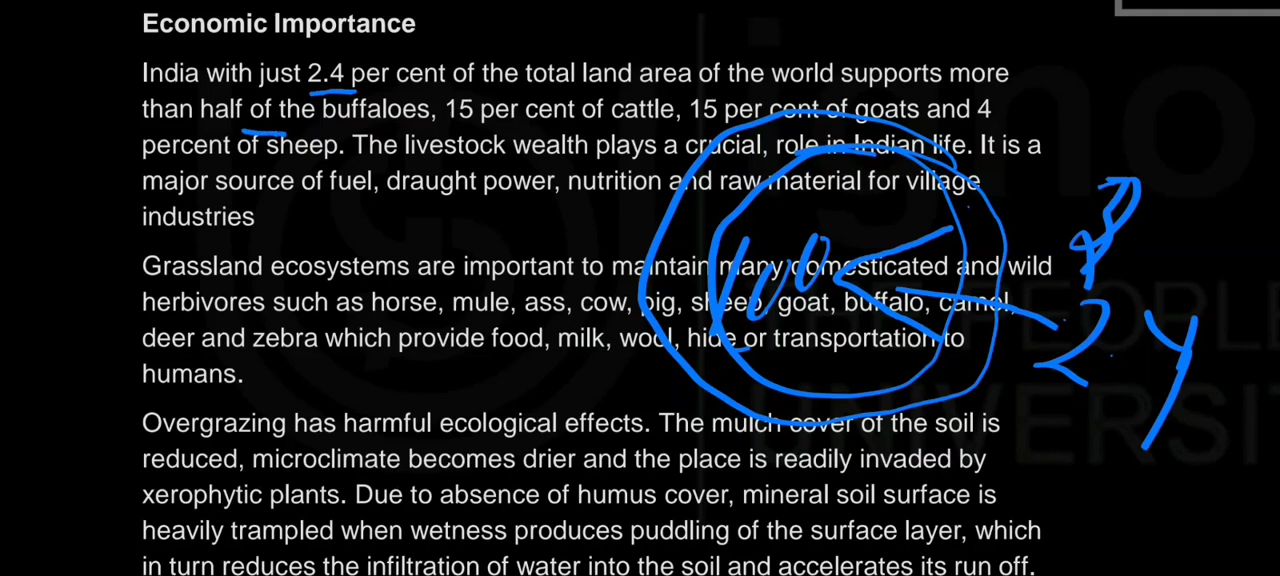 Economic Importance
India with just 2.4 per cent of the total land area of the world supports more
than half of the buffaloes, 15 per cent of cattle, 15 per cent of goats and 4
percent of sheep. The livestock wealth plays a crucial, role in Indian life. It is a
major source of fuel, draught power, nutrition and raw material for village
industries
Grassland ecosystems are important to maintain many domesticated and wild
herbivores such as horse, mule, ass, cow, pig, sheep, goat, buffalo, camel,
deer and zebra which provide food, milk, wool, hide or transportation to
humans.
Overgrazing has harmful ecological effects. The mulch cover of the soil is
reduced, microclimate becomes drier and the place is readily invaded by
xerophytic plants. Due to absence of humus cover, mineral soil surface is
heavily trampled when wetness produces puddling of the surface layer, which
in turn reduces the infiltration of water into the soil and accelerates its run off.
100
2.4
ignou
PEOPLE
UNIVERSIT